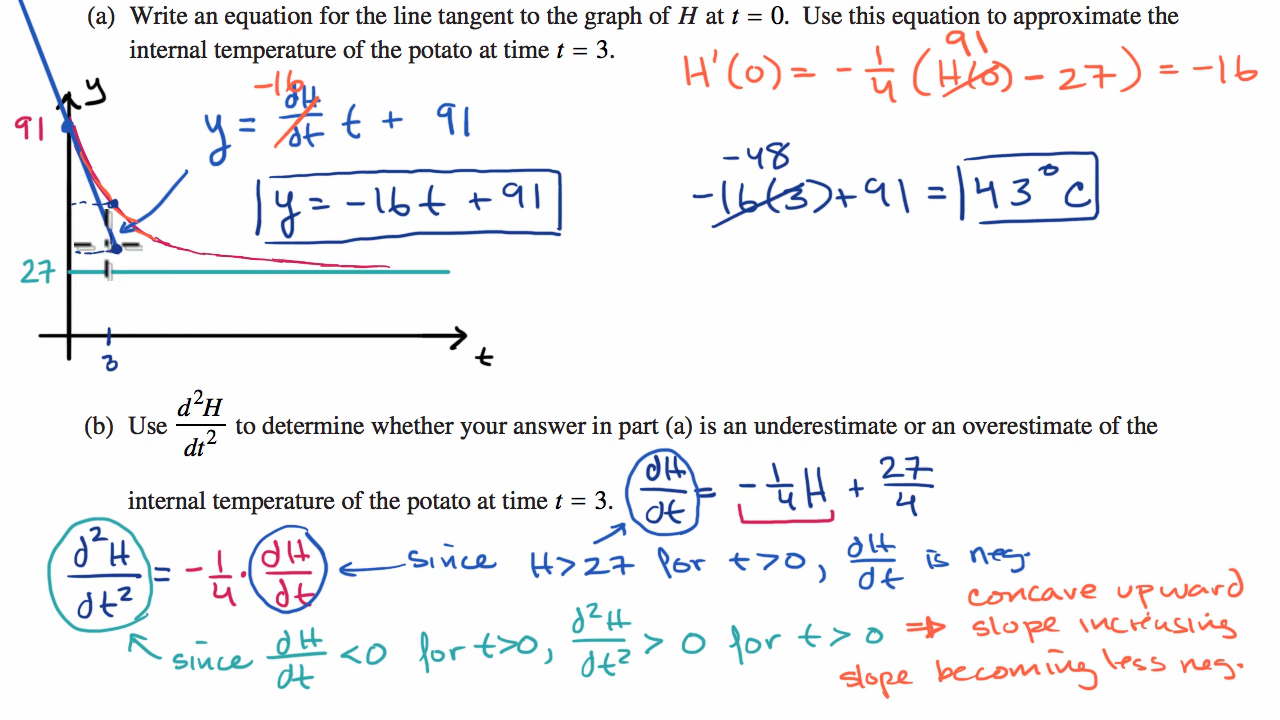 (a) Write an equation for the line tangent to the graph of H at t = 0. Use this equation to approximate the
internal temperature of the potato at time t = 3.
H'(0) = -1/4 (H(0) - 27) = -16
91
y
91
-16
y = dH/dt t + 91
y = -16t + 91
-48
-16(3) + 91 = 43°C
27
3
t
(b) Use d²H/dt² to determine whether your answer in part (a) is an underestimate or an overestimate of the
internal temperature of the potato at time t = 3.
dH/dt = -1/4 H + 27/4
d²H/dt² = -1/4 · dH/dt ← since H > 27 for t > 0, dH/dt is neg.
since dH/dt < 0 for t > 0, d²H/dt² > 0 for t > 0 ⇒
concave upward
slope increasing
slope becoming less neg.